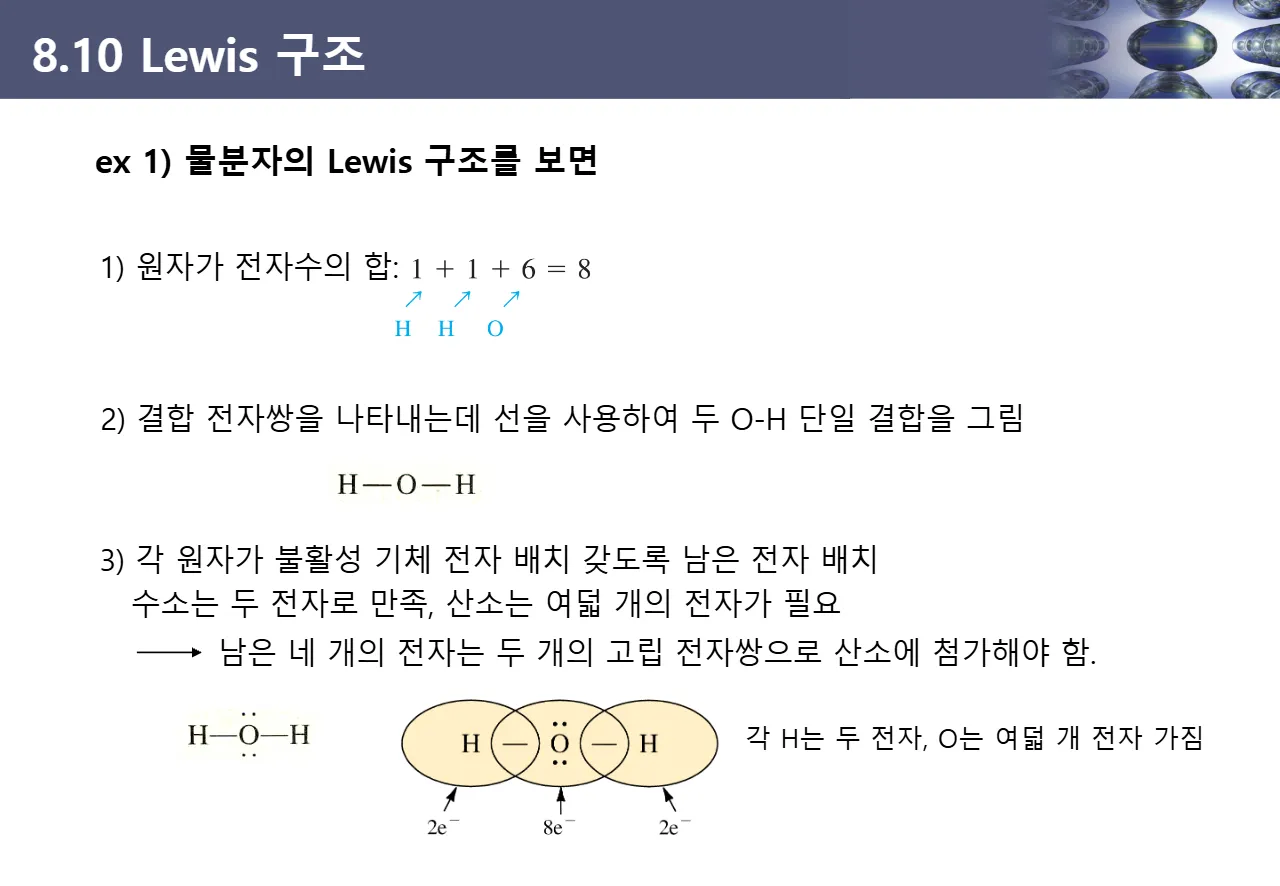 8.10 Lewis 구조
ex 1) 물분자의 Lewis 구조를 보면
1) 원자가 전자수의 합: 1 + 1 + 6 = 8
H H O
2) 결합 전자쌍을 나타내는데 선을 사용하여 두 O-H 단일 결합을 그림
H—O—H
3) 각 원자가 불활성 기체 전자 배치 갖도록 남은 전자 배치
수소는 두 전자로 만족, 산소는 여덟 개의 전자가 필요
남은 네 개의 전자는 두 개의 고립 전자쌍으로 산소에 첨가해야 함.
H—O—H
H — O — H
각 H는 두 전자, O는 여덟 개 전자 가짐
2e⁻ 8e⁻ 2e⁻